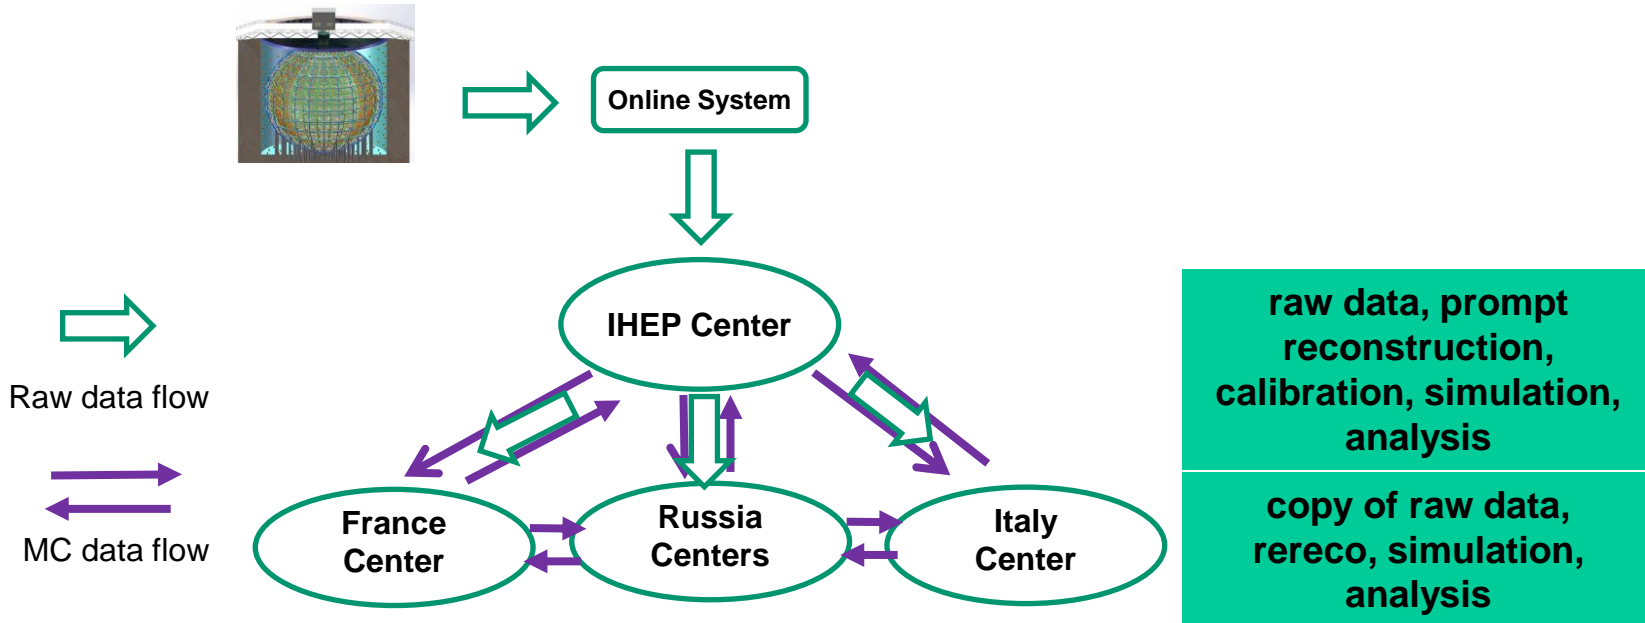 Online System
IHEP Center
Raw data flow
MC data flow
France
Center
Russia
Centers
Italy
Center
raw data, prompt
reconstruction,
calibration, simulation,
analysis
copy of raw data,
rereco, simulation,
analysis